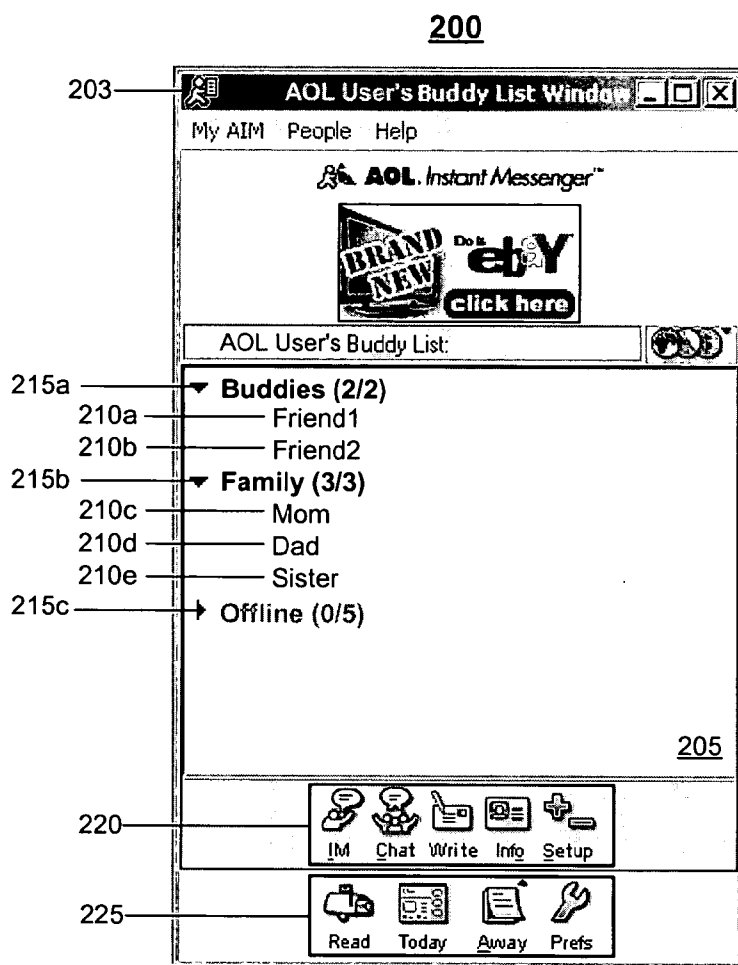 200
203
AOL User's Buddy List Window
My AIM People Help
AOL Instant Messenger™
BRAND NEW
Do it ebaY
click here
AOL User's Buddy List:
215a
Buddies (2/2)
210a
Friend1
210b
Friend2
215b
Family (3/3)
210c
Mom
210d
Dad
210e
Sister
215c
Offline (0/5)
205
220
IM Chat Write Info Setup
225
Read Today Away Prefs